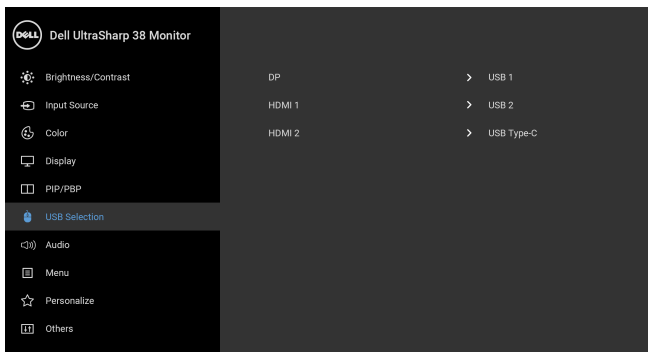 DELL Dell UltraSharp 38 Monitor
Brightness/Contrast DP USB 1
Input Source HDMI 1 USB 2
Color HDMI 2 USB Type-C
Display
PIP/PBP
USB Selection
Audio
Menu
Personalize
Others